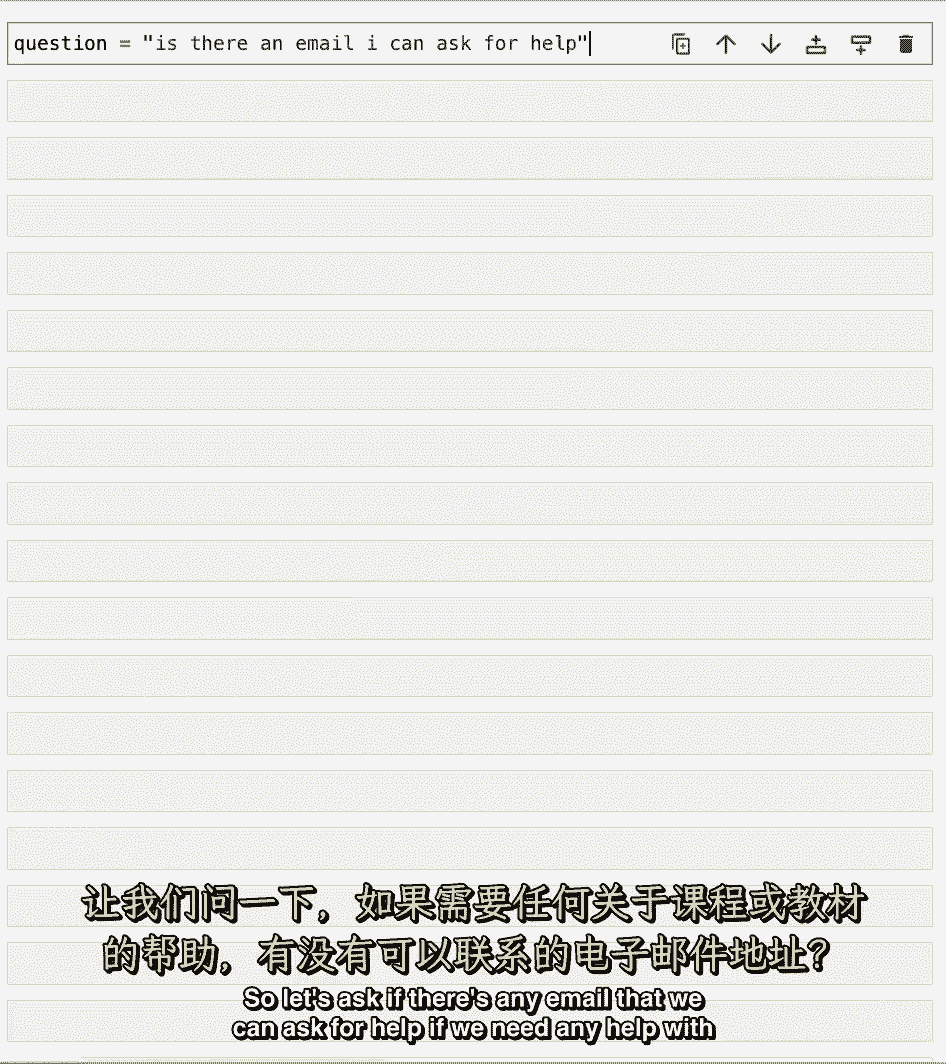 question = "is there an email i can ask for help"
让我们问一下，如果需要任何关于课程或教材
的帮助，有没有可以联系的电子邮件地址？
So let's ask if there's any email that we
can ask for help if we need any help with